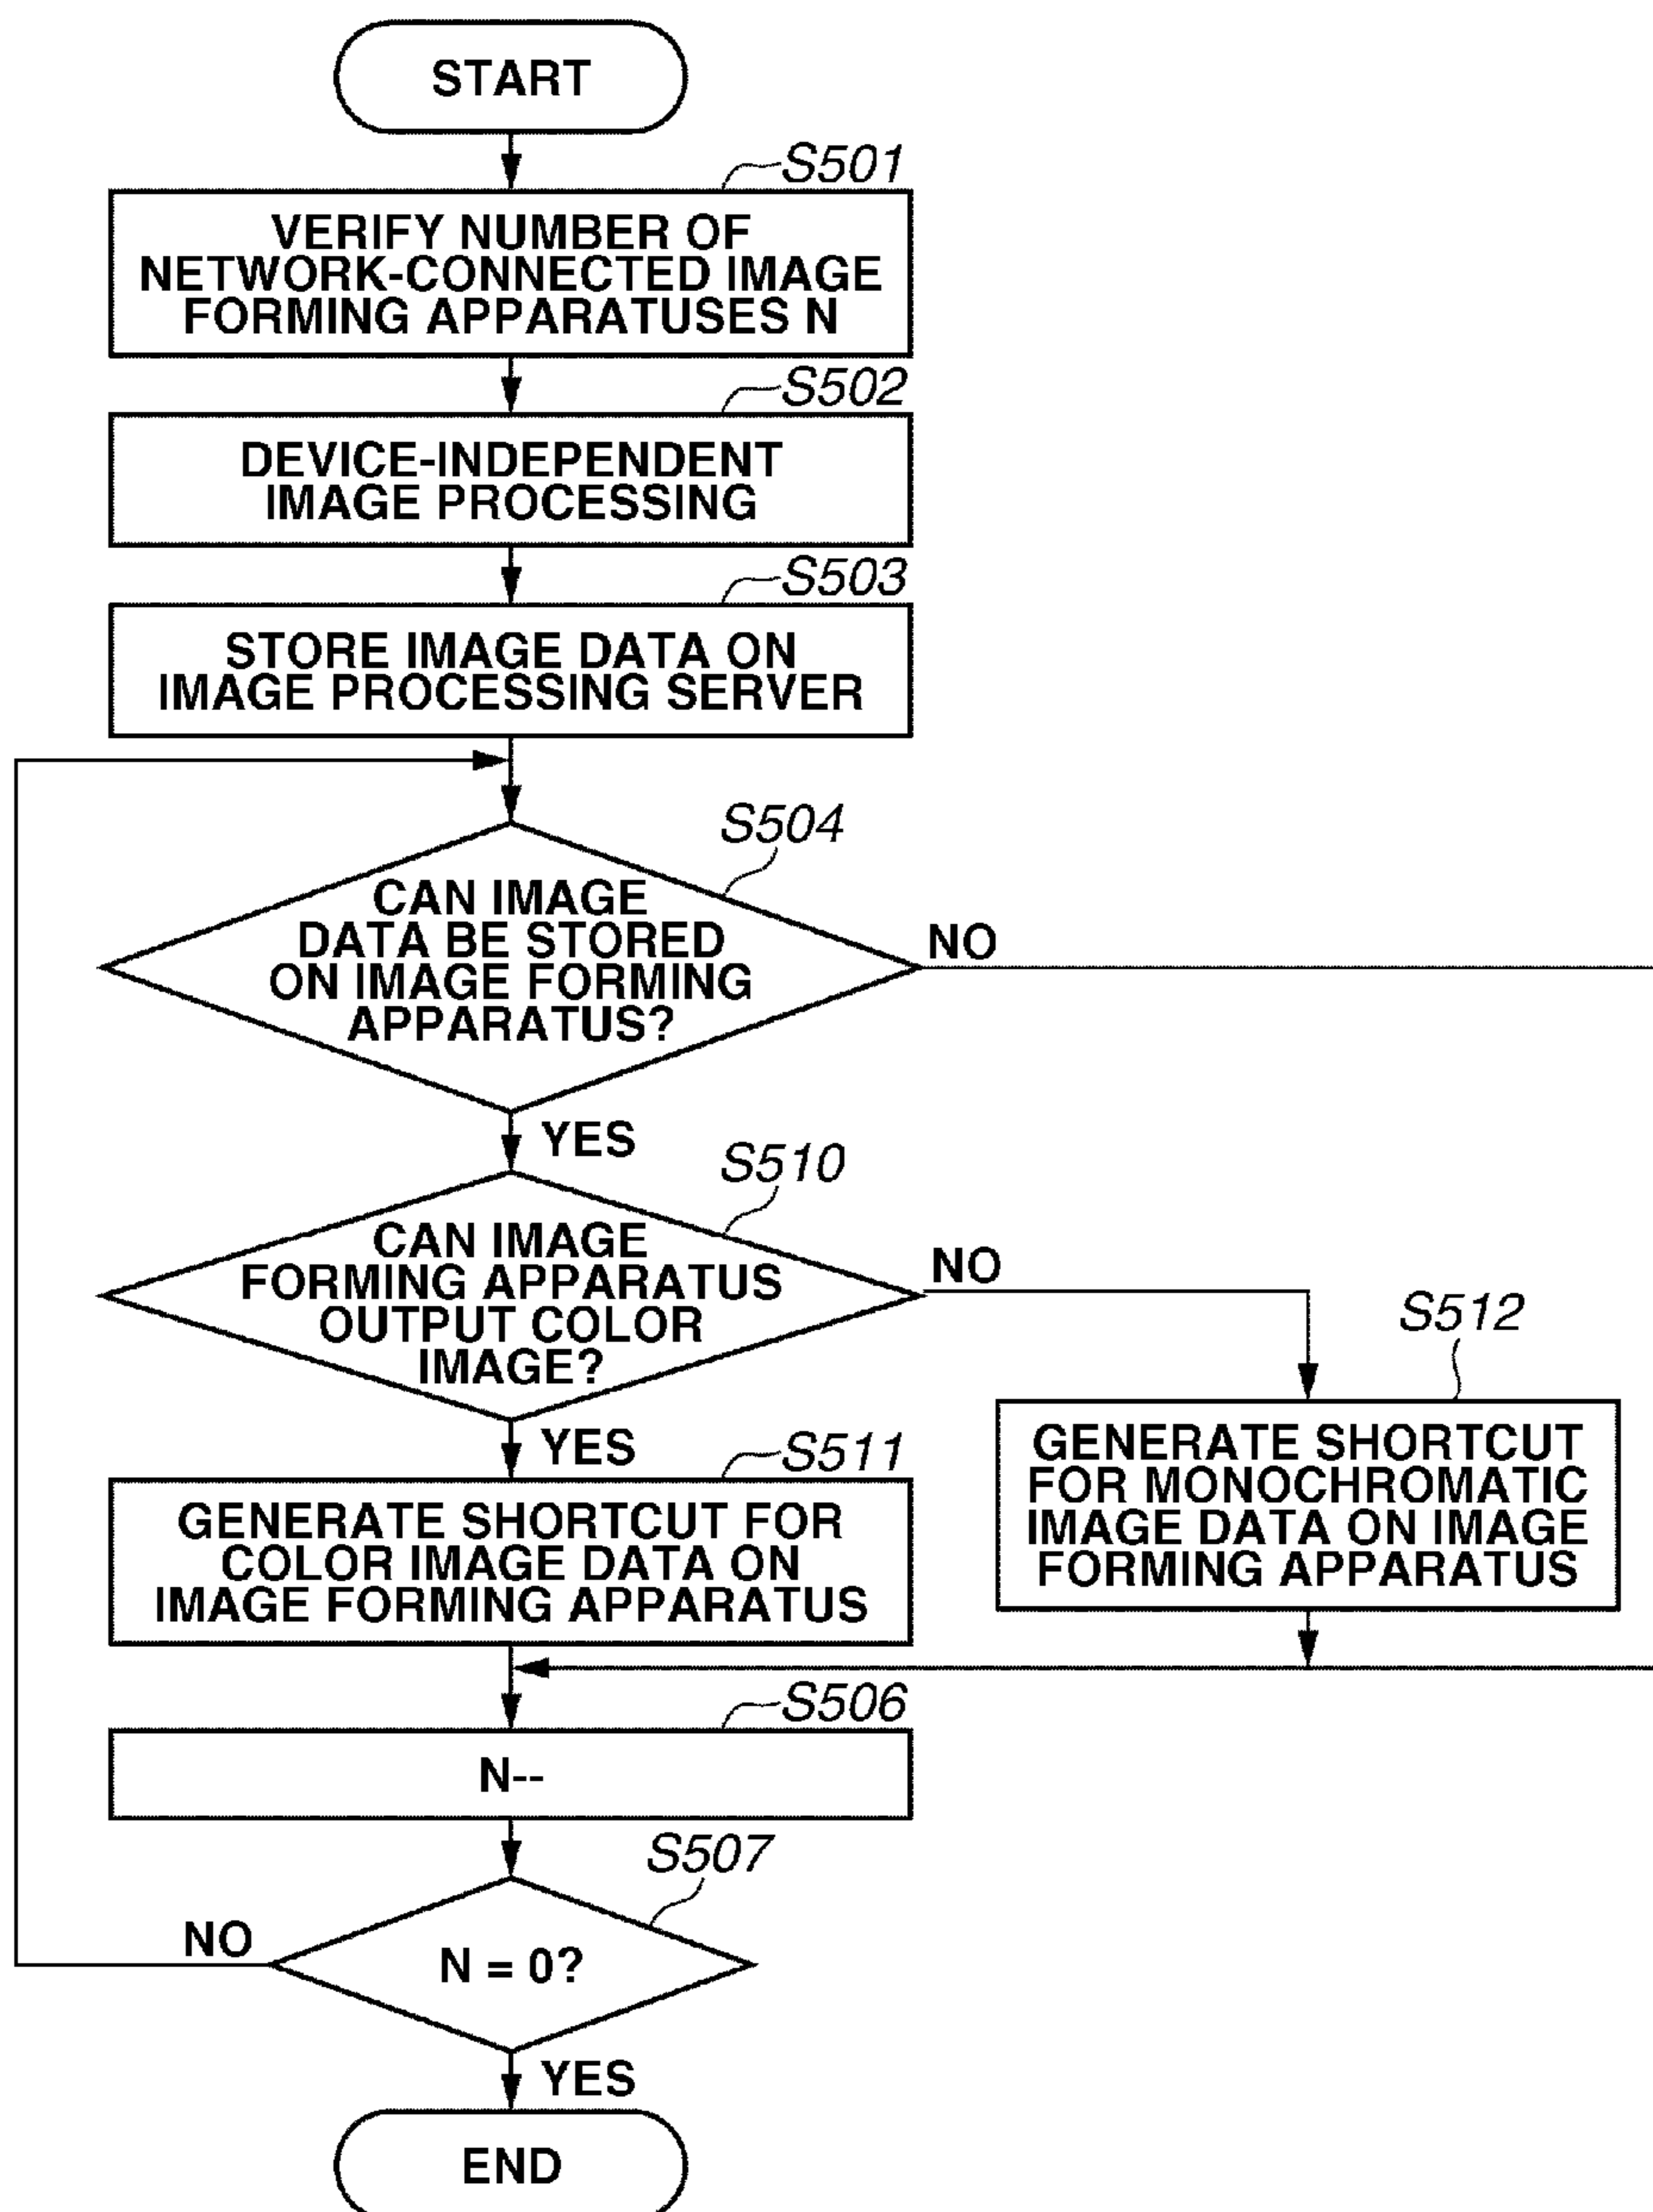 START
S501
VERIFY NUMBER OF
NETWORK-CONNECTED IMAGE
FORMING APPARATUSES N
S502
DEVICE-INDEPENDENT
IMAGE PROCESSING
S503
STORE IMAGE DATA ON
IMAGE PROCESSING SERVER
S504
CAN IMAGE
DATA BE STORED
ON IMAGE FORMING
APPARATUS?
NO
YES
S510
CAN IMAGE
FORMING APPARATUS
OUTPUT COLOR
IMAGE?
NO
YES
S512
GENERATE SHORTCUT
FOR MONOCHROMATIC
IMAGE DATA ON IMAGE
FORMING APPARATUS
S511
GENERATE SHORTCUT FOR
COLOR IMAGE DATA ON
IMAGE FORMING APPARATUS
S506
N--
S507
N = 0?
NO
YES
END